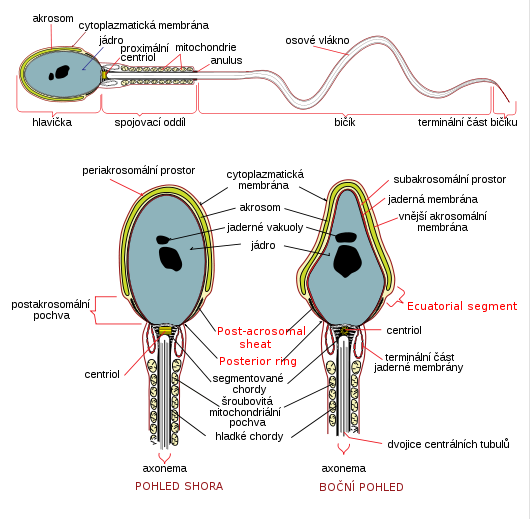 akrosom
cytoplazmatická membrána
jádro
proximální
centriol
mitochondrie
anulus
osové vlákno
hlavička
spojovací oddíl
bičík
terminální část bičíku
periakrosomální prostor
cytoplazmatická
membrána
akrosom
jaderné vakuoly
jádro
subakrosomální prostor
jaderná membrána
vnější akrosomální
membrána
postakrosomální
pochva
Ecuatorial segment
Post-acrosomal
sheat
Posterior ring
centriol
centriol
terminální část
jaderné membrány
segmentované
chordy
šroubovitá
mitochondriální
pochva
hladké chordy
dvojice centrálních tubulů
axonema
axonema
POHLED SHORA
BOČNÍ POHLED